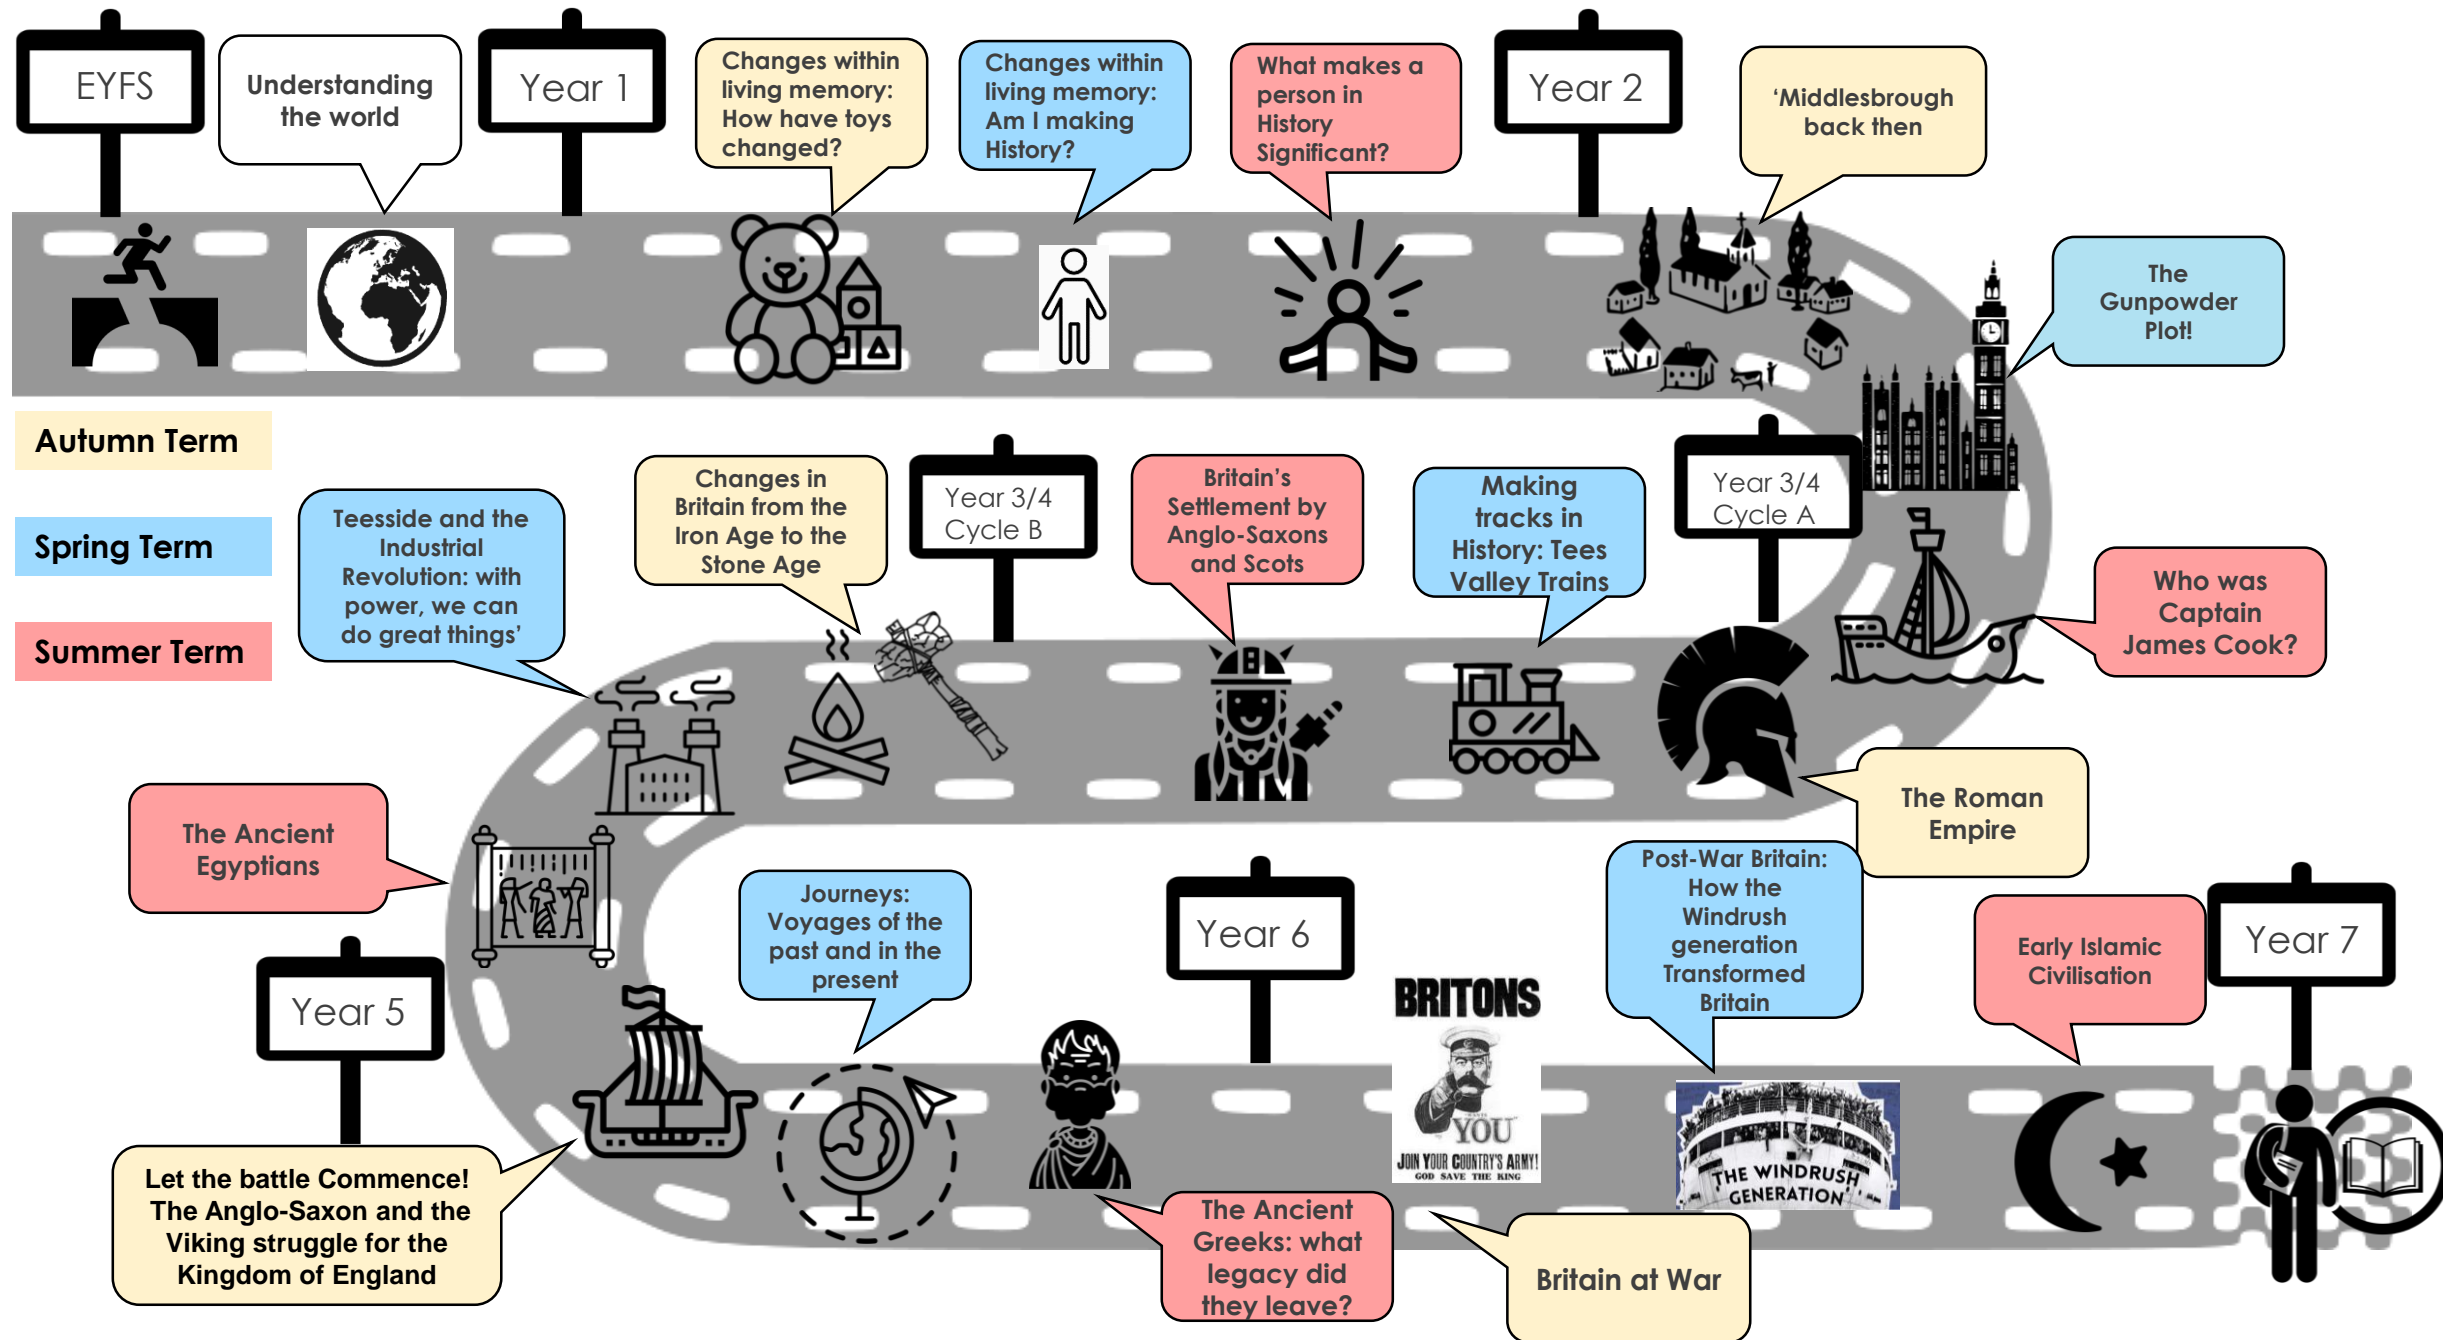 EYFS
Understanding
the world
Year 1
Changes within
living memory:
How have toys
changed?
Changes within
living memory:
Am I making
History?
What makes a
person in
History
Significant?
Year 2
‘Middlesbrough
back then
The
Gunpowder
Plot!
Autumn Term
Spring Term
Summer Term
Who was
Captain
James Cook?
Year 3/4
Cycle A
The Roman
Empire
Making
tracks in
History: Tees
Valley Trains
Britain’s
Settlement by
Anglo-Saxons
and Scots
Year 3/4
Cycle B
Changes in
Britain from the
Iron Age to the
Stone Age
Teesside and the
Industrial
Revolution: with
power, we can
do great things’
The Ancient
Egyptians
Year 5
Let the battle Commence!
The Anglo-Saxon and the
Viking struggle for the
Kingdom of England
Journeys:
Voyages of the
past and in the
present
The Ancient
Greeks: what
legacy did
they leave?
Year 6
BRITONS
YOU
JOIN YOUR COUNTRY'S ARMY!
GOD SAVE THE KING
Britain at War
Post-War Britain:
How the
Windrush
generation
Transformed
Britain
THE WINDRUSH
GENERATION
Early Islamic
Civilisation
Year 7